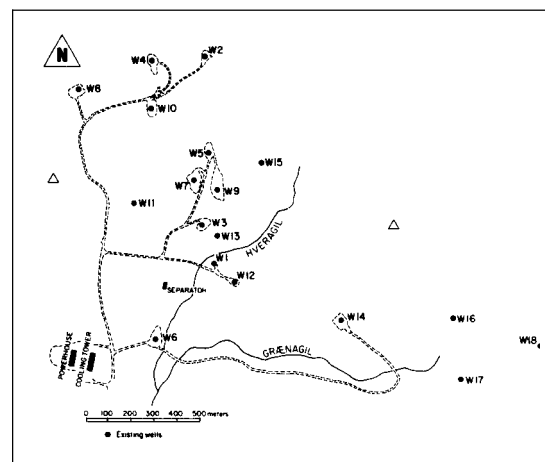 N
W4
W2
W8
W10
W5
W15
W7
W9
W11
W3
W13
HVERAGIL
W1
W12
SEPARATOR
W14
W16
W6
W18
GRÆNAGIL
POWERHOUSE
COOLING TOWER
W17
0 100 200 300 400 500
meters
Existing wells